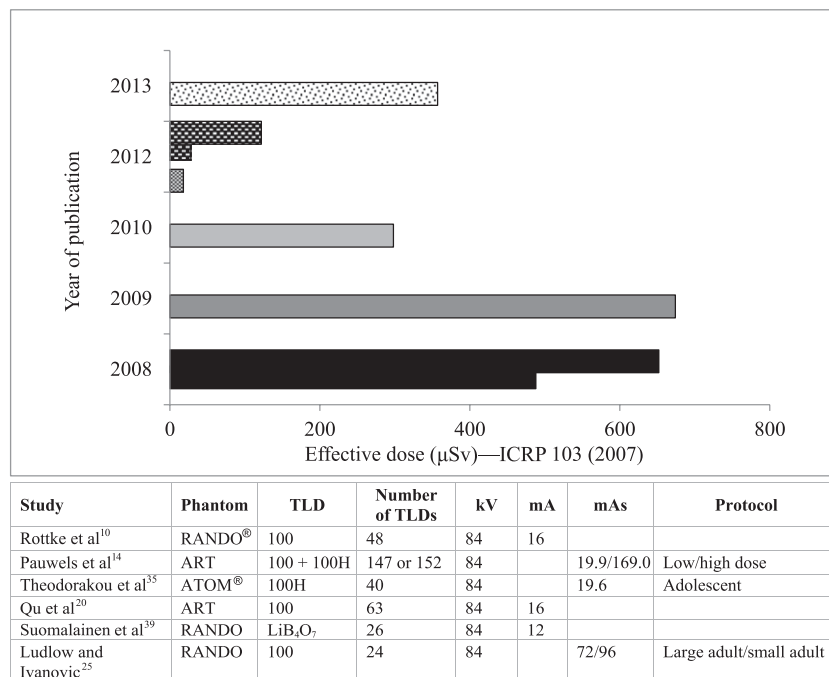 2013
2012
2010
2009
2008
Year of publication
0 200 400 600 800
Effective dose (μSv)—ICRP 103 (2007)
Study Phantom TLD Number of TLDs kV mA mAs Protocol
Rottke et al10 RANDO® 100 48 84 16
Pauwels et al14 ART 100 + 100H 147 or 152 84 19.9/169.0 Low/high dose
Theodorakou et al35 ATOM® 100H 40 84 19.6 Adolescent
Qu et al20 ART 100 63 84 16
Suomalainen et al39 RANDO LiB4O7 26 84 12
Ludlow and Ivanovic25 RANDO 100 24 84 72/96 Large adult/small adult